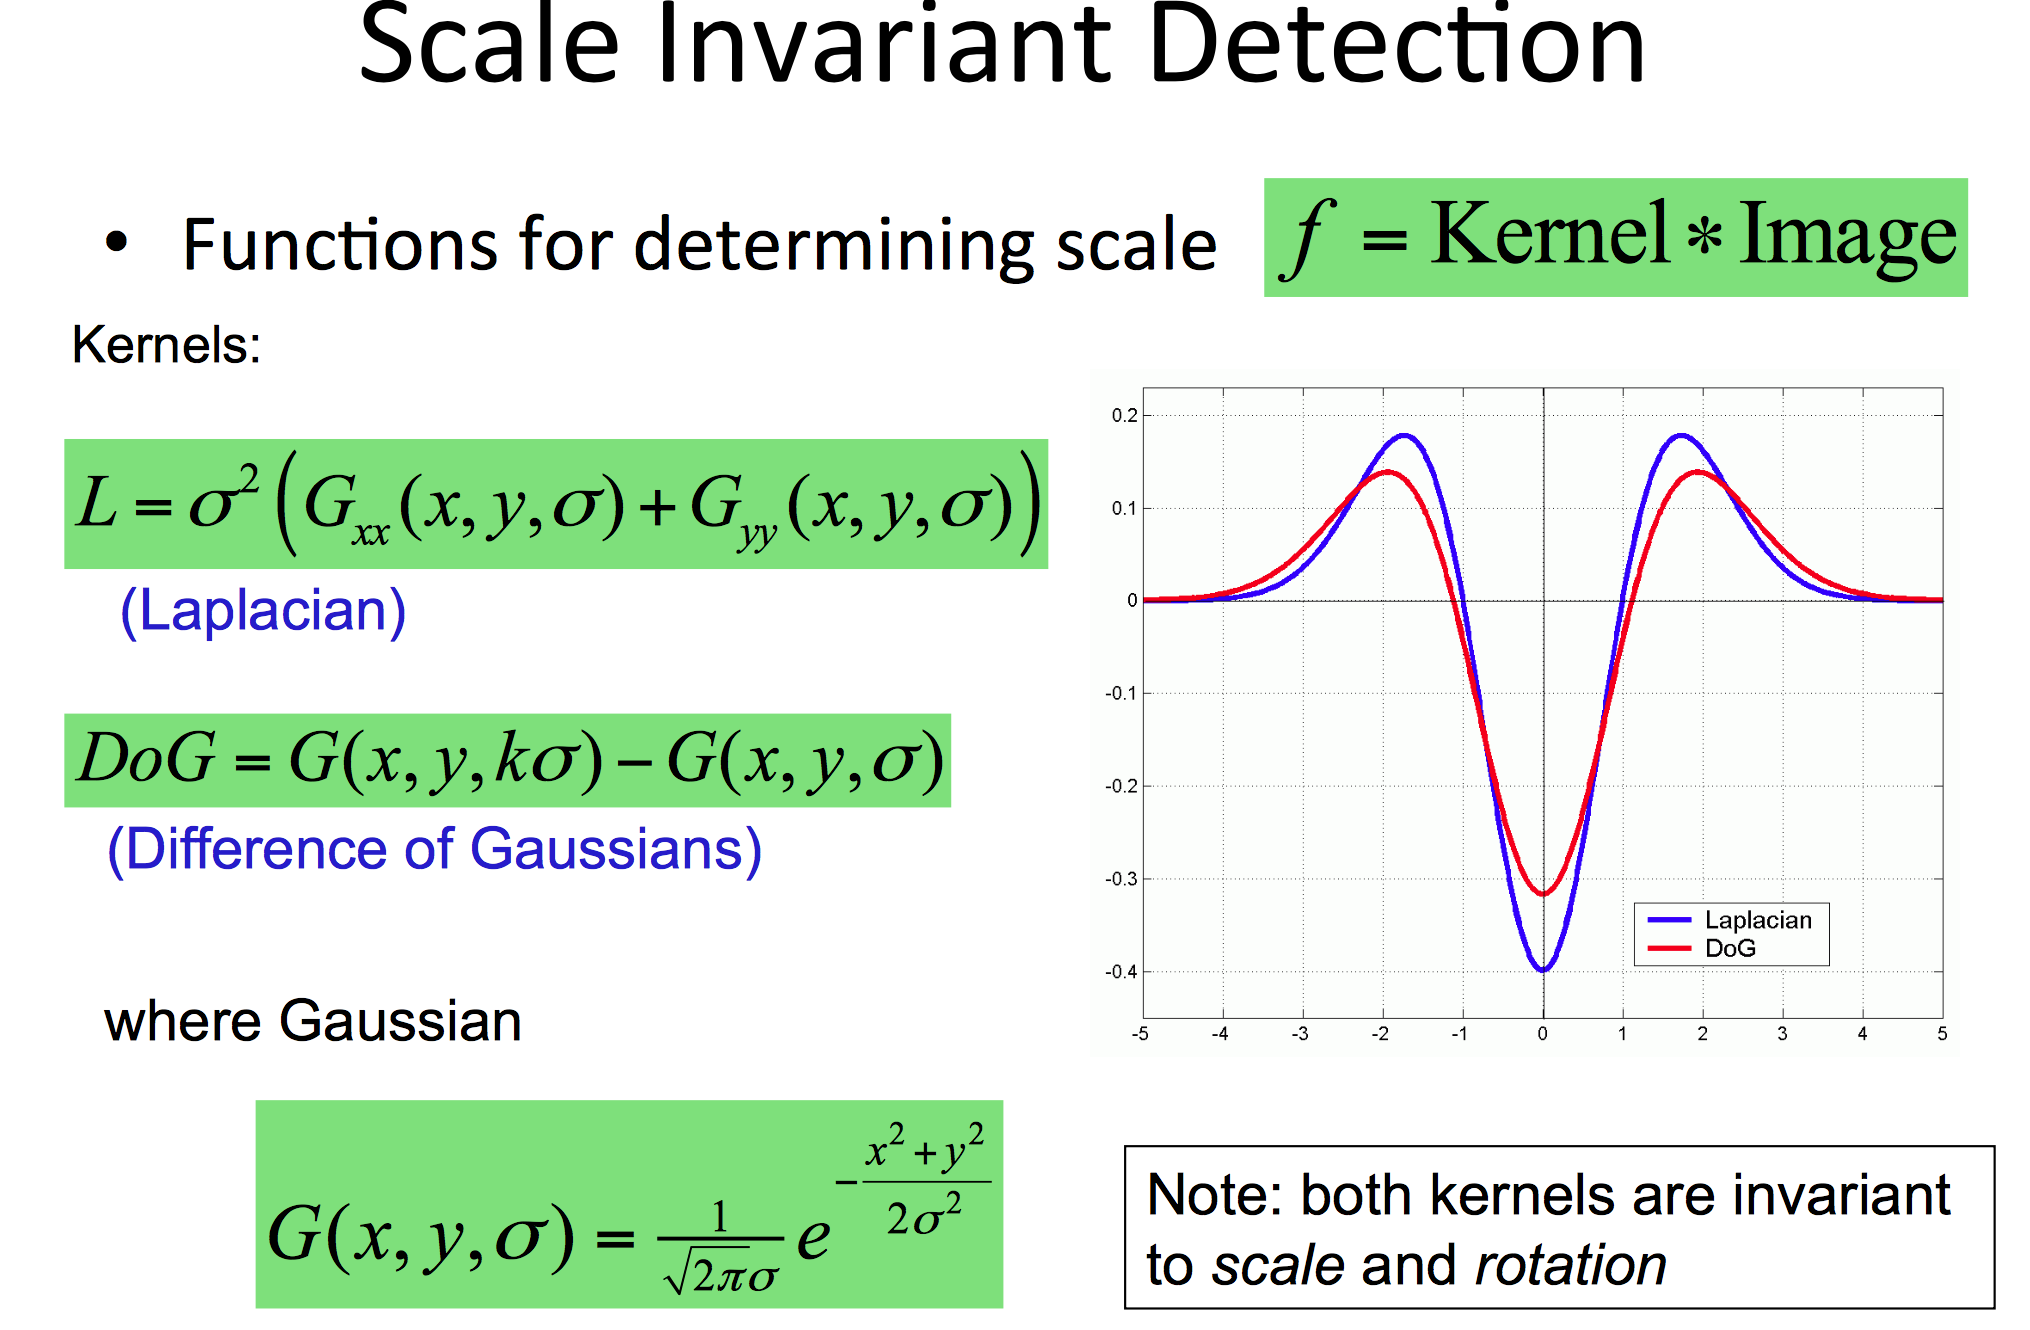 Scale Invariant Detection
• Functions for determining scale
f = Kernel ∗ Image
Kernels:
L = σ² (G_xx(x, y, σ) + G_yy(x, y, σ))
(Laplacian)
DoG = G(x, y, kσ) − G(x, y, σ)
(Difference of Gaussians)
where Gaussian
G(x, y, σ) = 1/(√2π σ) e^(−(x² + y²)/(2σ²))
0.2
0.1
0
-0.1
-0.2
-0.3
-0.4
-5 -4 -3 -2 -1 0 1 2 3 4 5
Laplacian
DoG
Note: both kernels are invariant
to scale and rotation